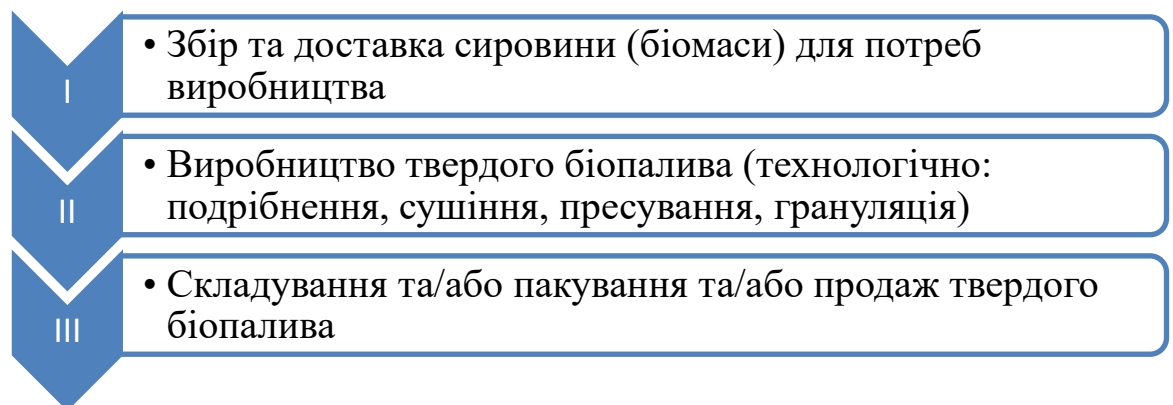 I
• Збір та доставка сировини (біомаси) для потреб
виробництва
II
• Виробництво твердого біопалива (технологічно:
подрібнення, сушіння, пресування, грануляція)
III
• Складування та/або пакування та/або продаж твердого
біопалива